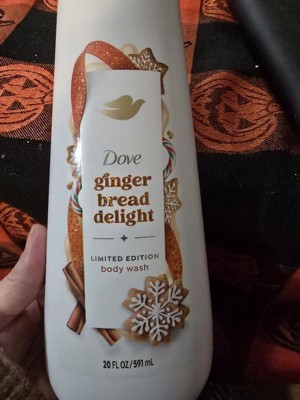 Dove
ginger
bread
delight
LIMITED EDITION
body wash
20 FL OZ/591 mL